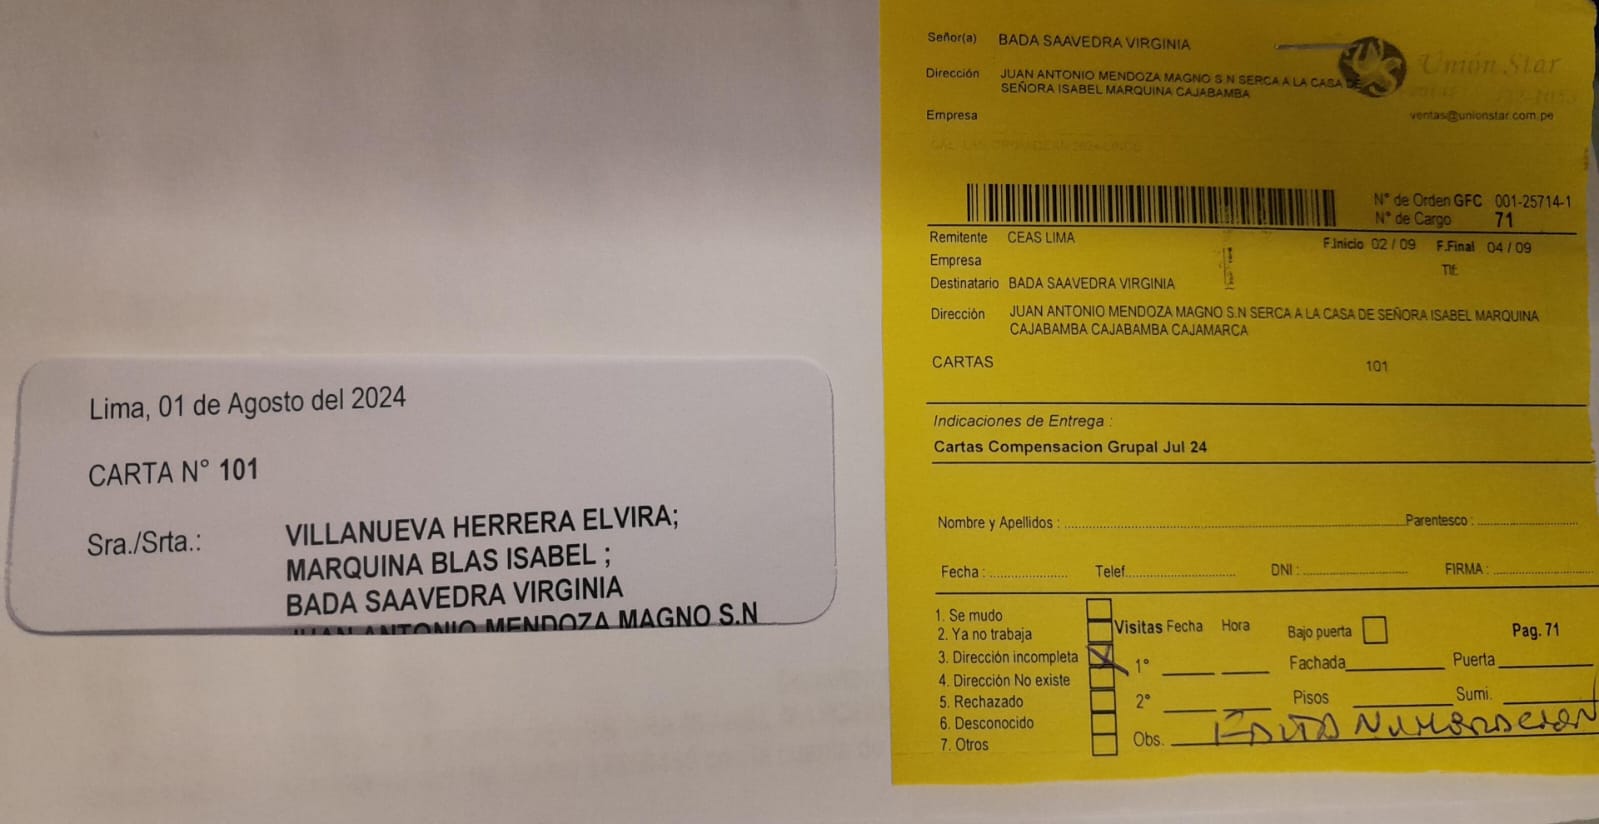 Lima, 01 de Agosto del 2024
CARTA N° 101
Sra./Srta.: VILLANUEVA HERRERA ELVIRA;
MARQUINA BLAS ISABEL ;
BADA SAAVEDRA VIRGINIA
JUAN ANTONIO MENDOZA MAGNO S.N
Señor(a) BADA SAAVEDRA VIRGINIA
Unión Star
Dirección JUAN ANTONIO MENDOZA MAGNO S.N SERCA A LA CASA DE
SEÑORA ISABEL MARQUINA CAJABAMBA
Empresa ventas@unionstar.com.pe
N° de Orden GFC 001-25714-1
N° de Cargo 71
Remitente CEAS LIMA F.Inicio 02 / 09 F.Final 04 / 09
Empresa Tlf:
Destinatario BADA SAAVEDRA VIRGINIA
Dirección JUAN ANTONIO MENDOZA MAGNO S.N SERCA A LA CASA DE SEÑORA ISABEL MARQUINA
CAJABAMBA CAJABAMBA CAJAMARCA
CARTAS 101
Indicaciones de Entrega :
Cartas Compensacion Grupal Jul 24
Nombre y Apellidos : Parentesco :
Fecha : Telef. DNI : FIRMA :
1. Se mudo
2. Ya no trabaja
3. Dirección incompleta
4. Dirección No existe
5. Rechazado
6. Desconocido
7. Otros
Visitas Fecha Hora Bajo puerta Pag. 71
1° Fachada Puerta
2° Pisos Sumi.
Obs. FALTA NUMERACION